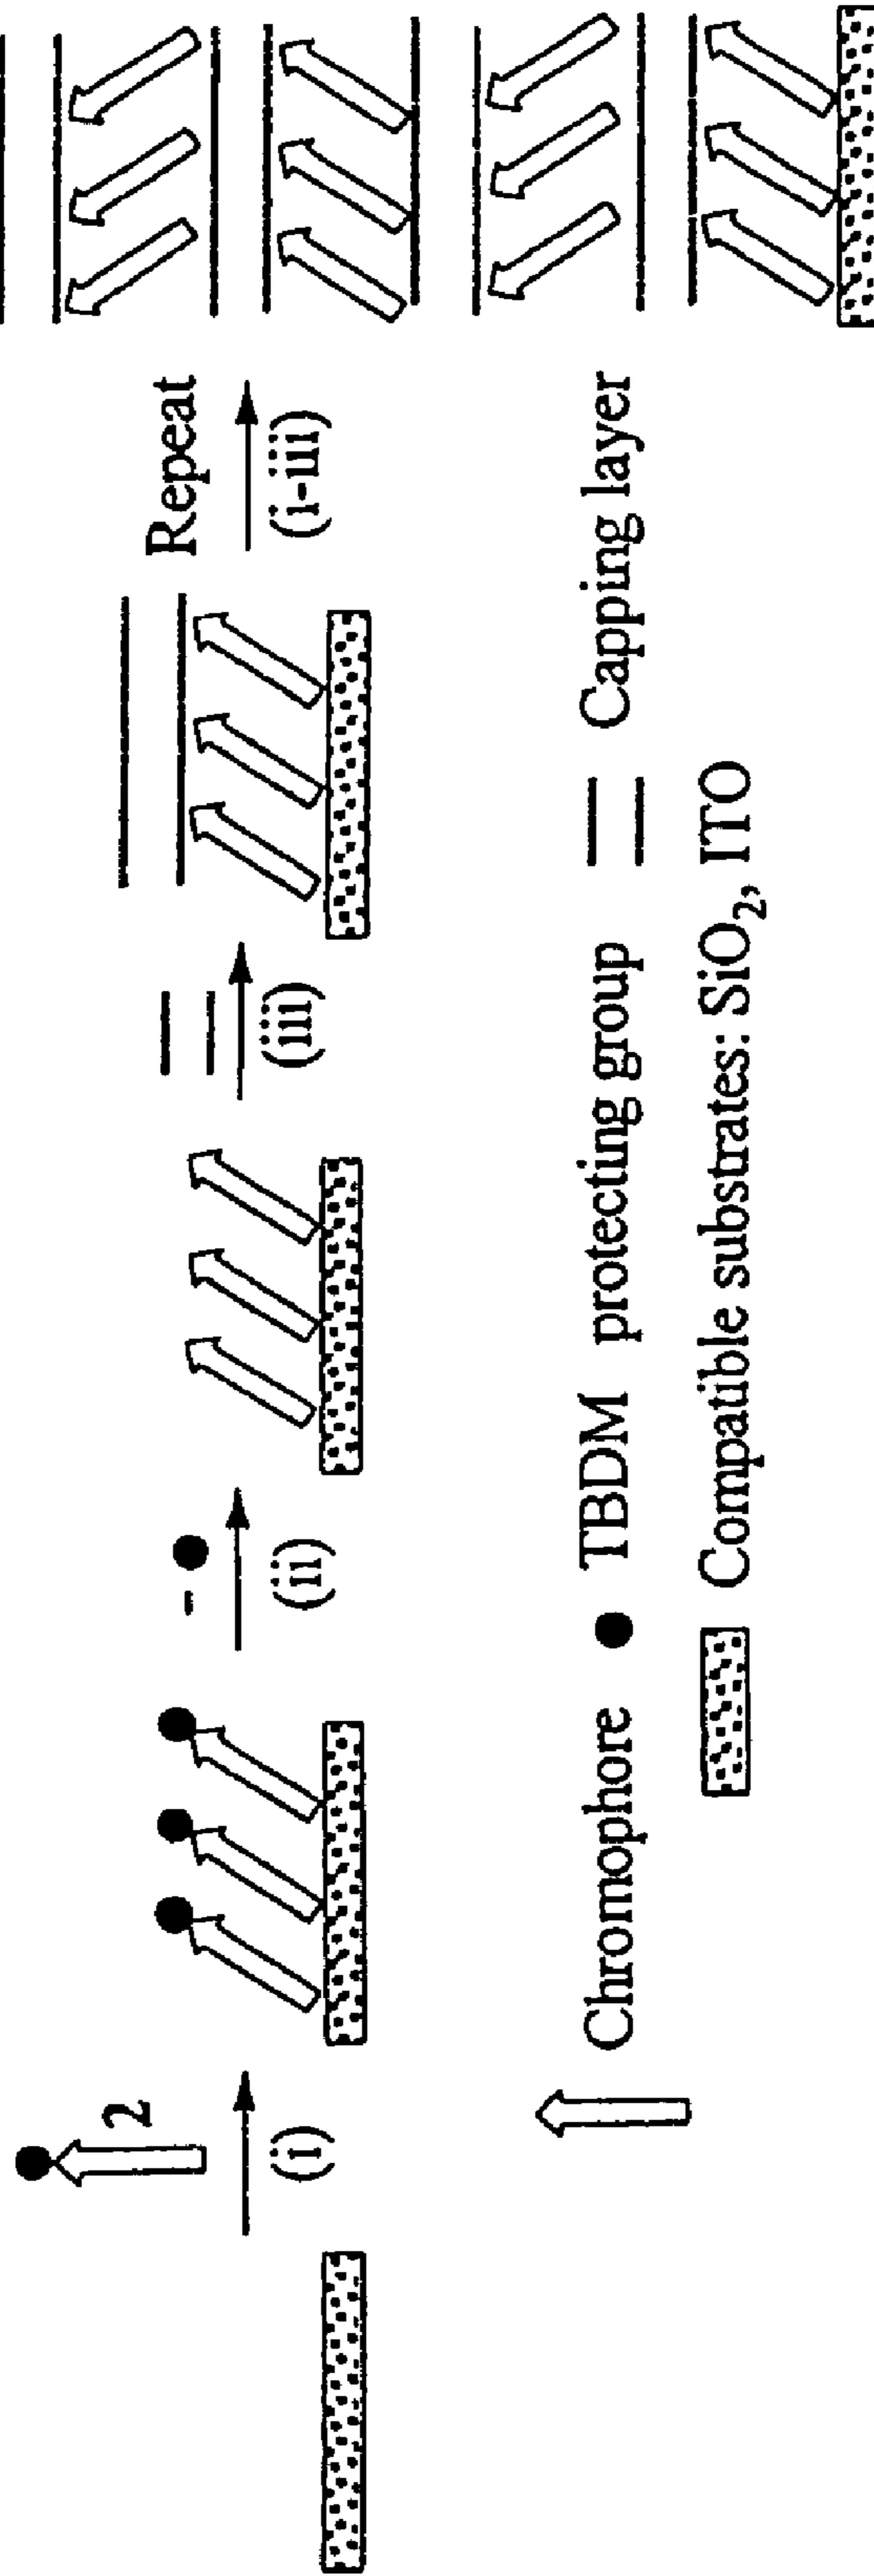 2
(i)
-
(ii)
(iii)
Repeat
(i-iii)
Chromophore
TBDM protecting group
Capping layer
Compatible substrates: SiO2, ITO